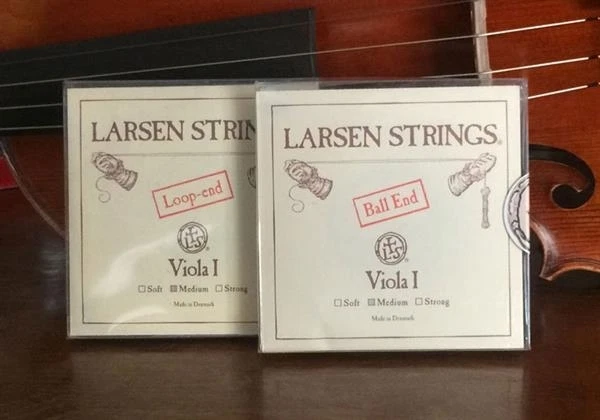 LARSEN STRIN
Loop-end
Viola I
Soft Medium Strong
Made in Denmark
LARSEN STRINGS®
Ball End
Viola I
Soft Medium Strong
Made in Denmark